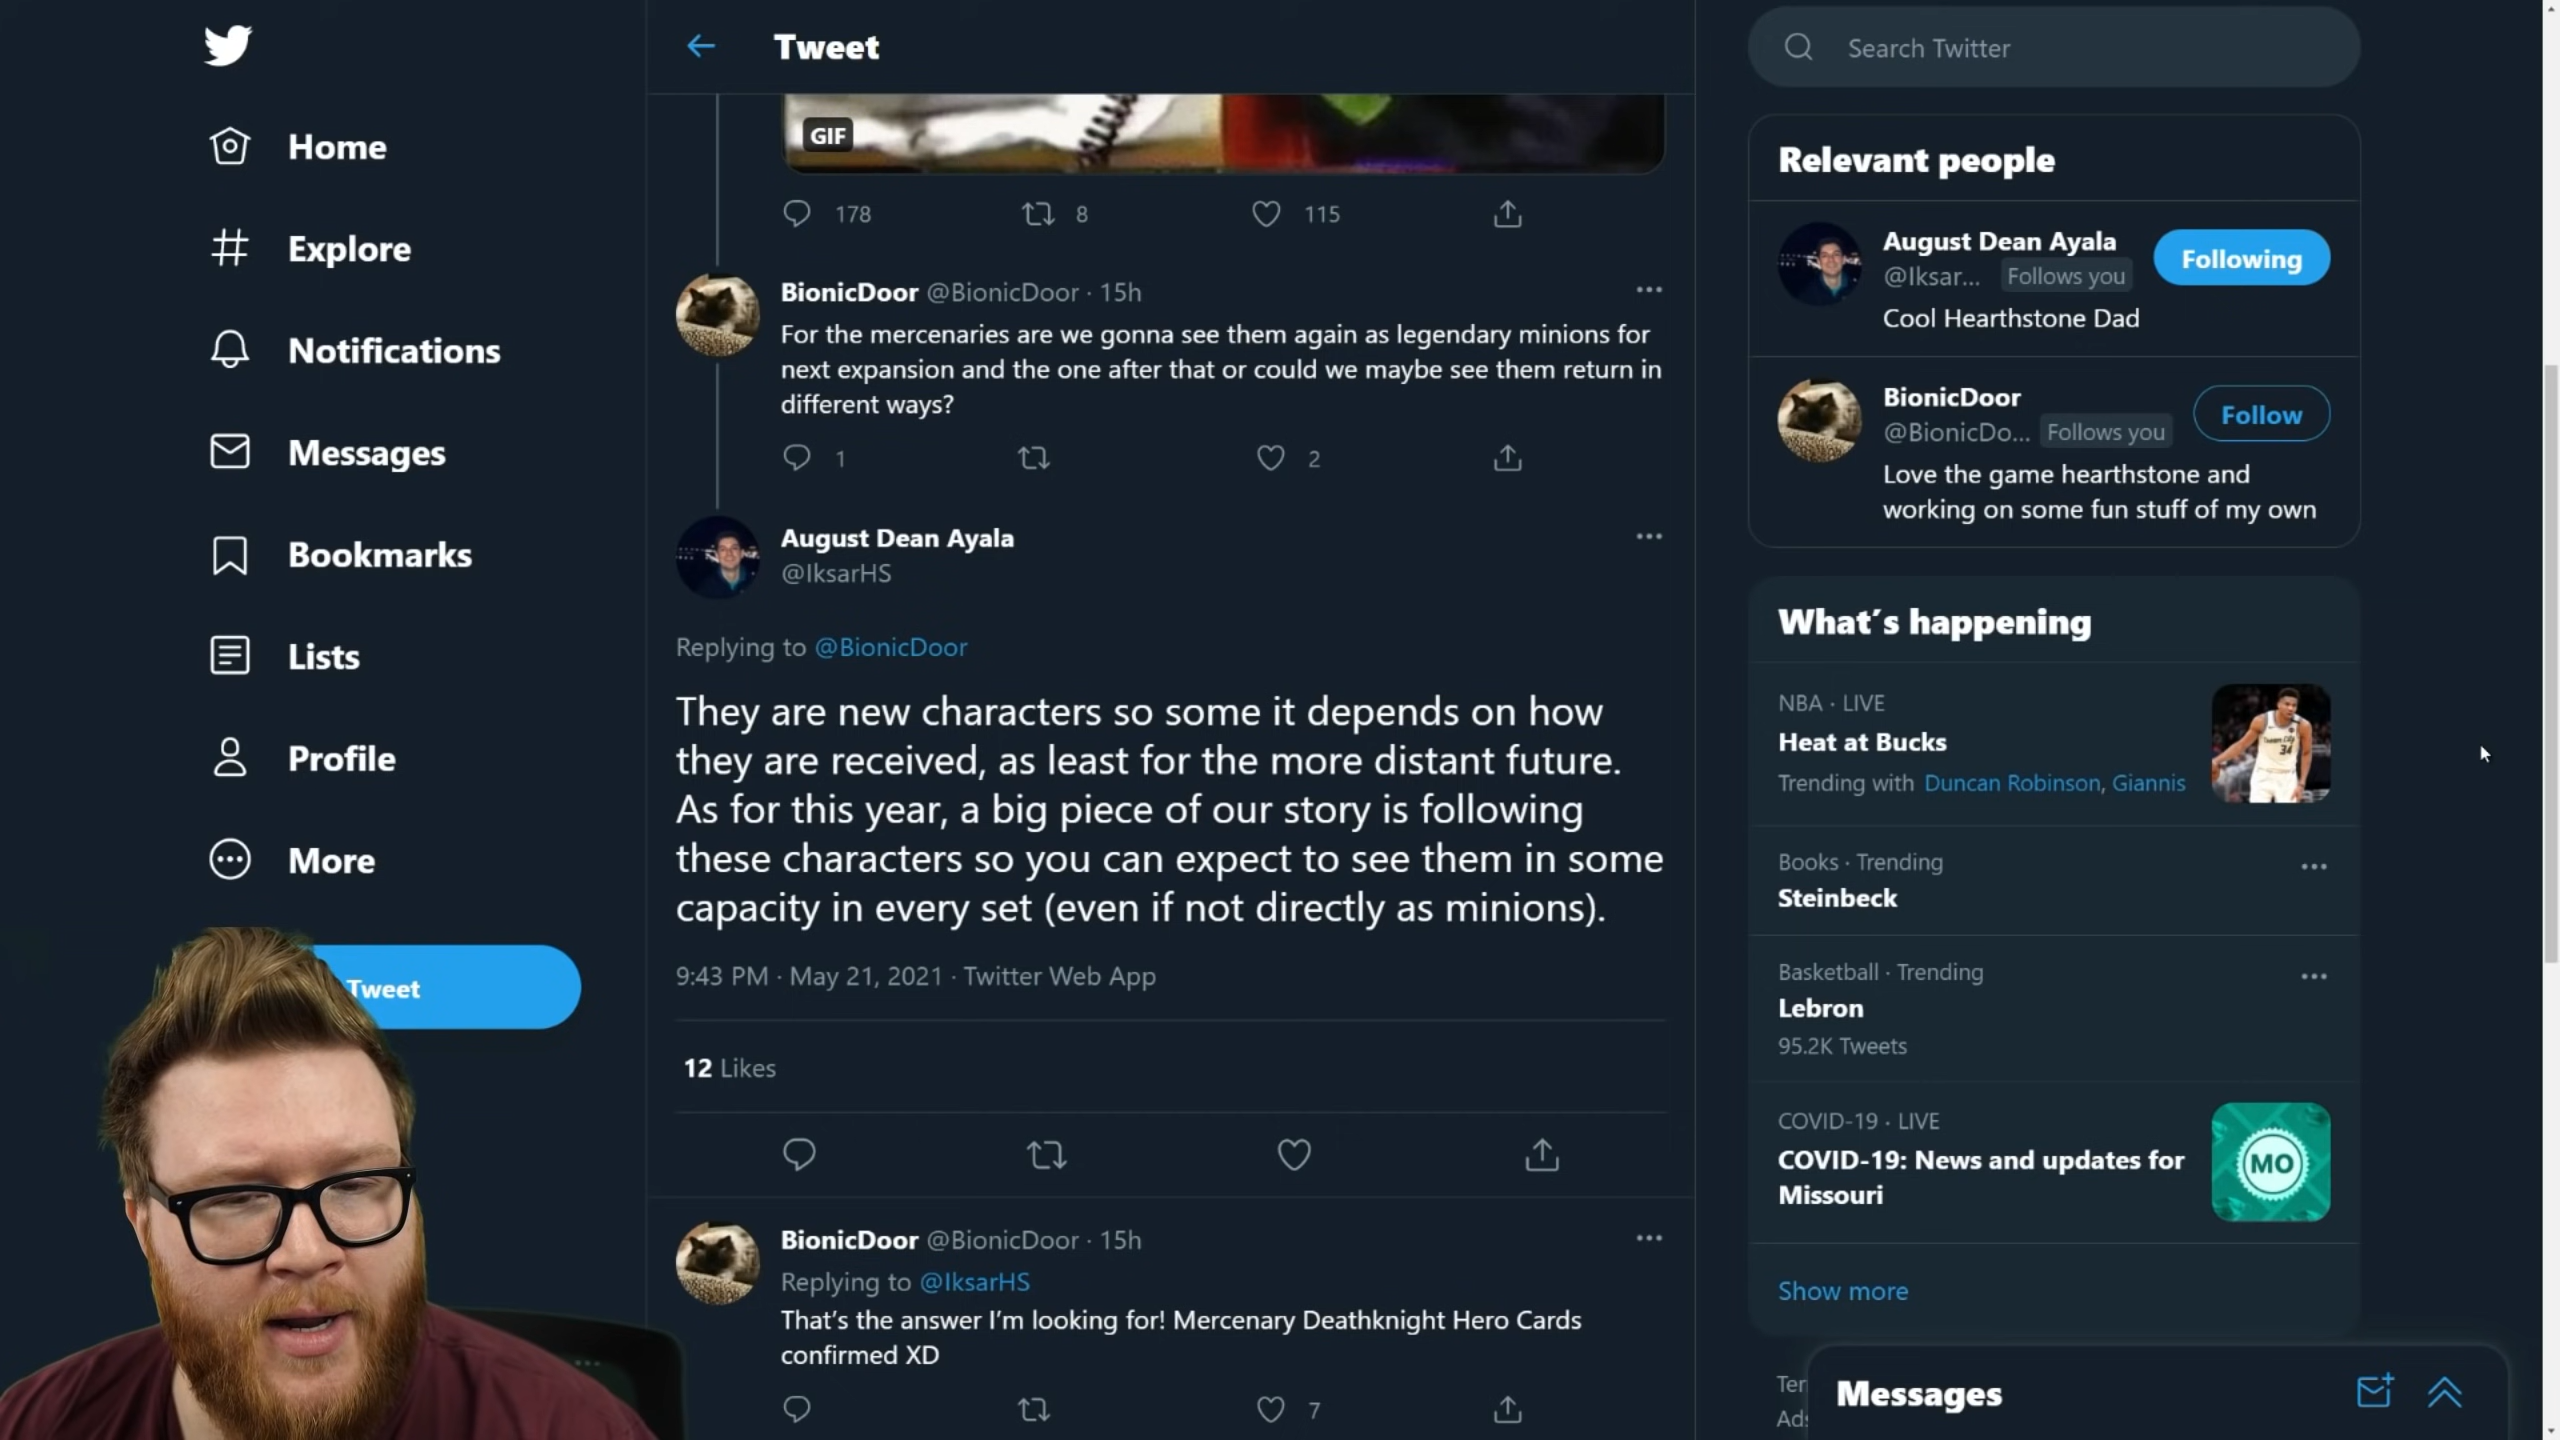 Home
Explore
Notifications
Messages
Bookmarks
Lists
Profile
More
Tweet
Tweet
GIF
178
8
115
BionicDoor @BionicDoor · 15h
For the mercenaries are we gonna see them again as legendary minions for
next expansion and the one after that or could we maybe see them return in
different ways?
1
2
August Dean Ayala
@IksarHS
Replying to @BionicDoor
They are new characters so some it depends on how
they are received, as least for the more distant future.
As for this year, a big piece of our story is following
these characters so you can expect to see them in some
capacity in every set (even if not directly as minions).
9:43 PM · May 21, 2021 · Twitter Web App
12 Likes
BionicDoor @BionicDoor · 15h
Replying to @IksarHS
That's the answer I'm looking for! Mercenary Deathknight Hero Cards
confirmed XD
7
Search Twitter
Relevant people
August Dean Ayala
@Iksar... Follows you
Following
Cool Hearthstone Dad
BionicDoor
@BionicDo... Follows you
Follow
Love the game hearthstone and
working on some fun stuff of my own
What's happening
NBA · LIVE
Heat at Bucks
Trending with Duncan Robinson, Giannis
34
Books · Trending
Steinbeck
Basketball · Trending
Lebron
95.2K Tweets
COVID-19 · LIVE
COVID-19: News and updates for
Missouri
MO
Show more
Messages